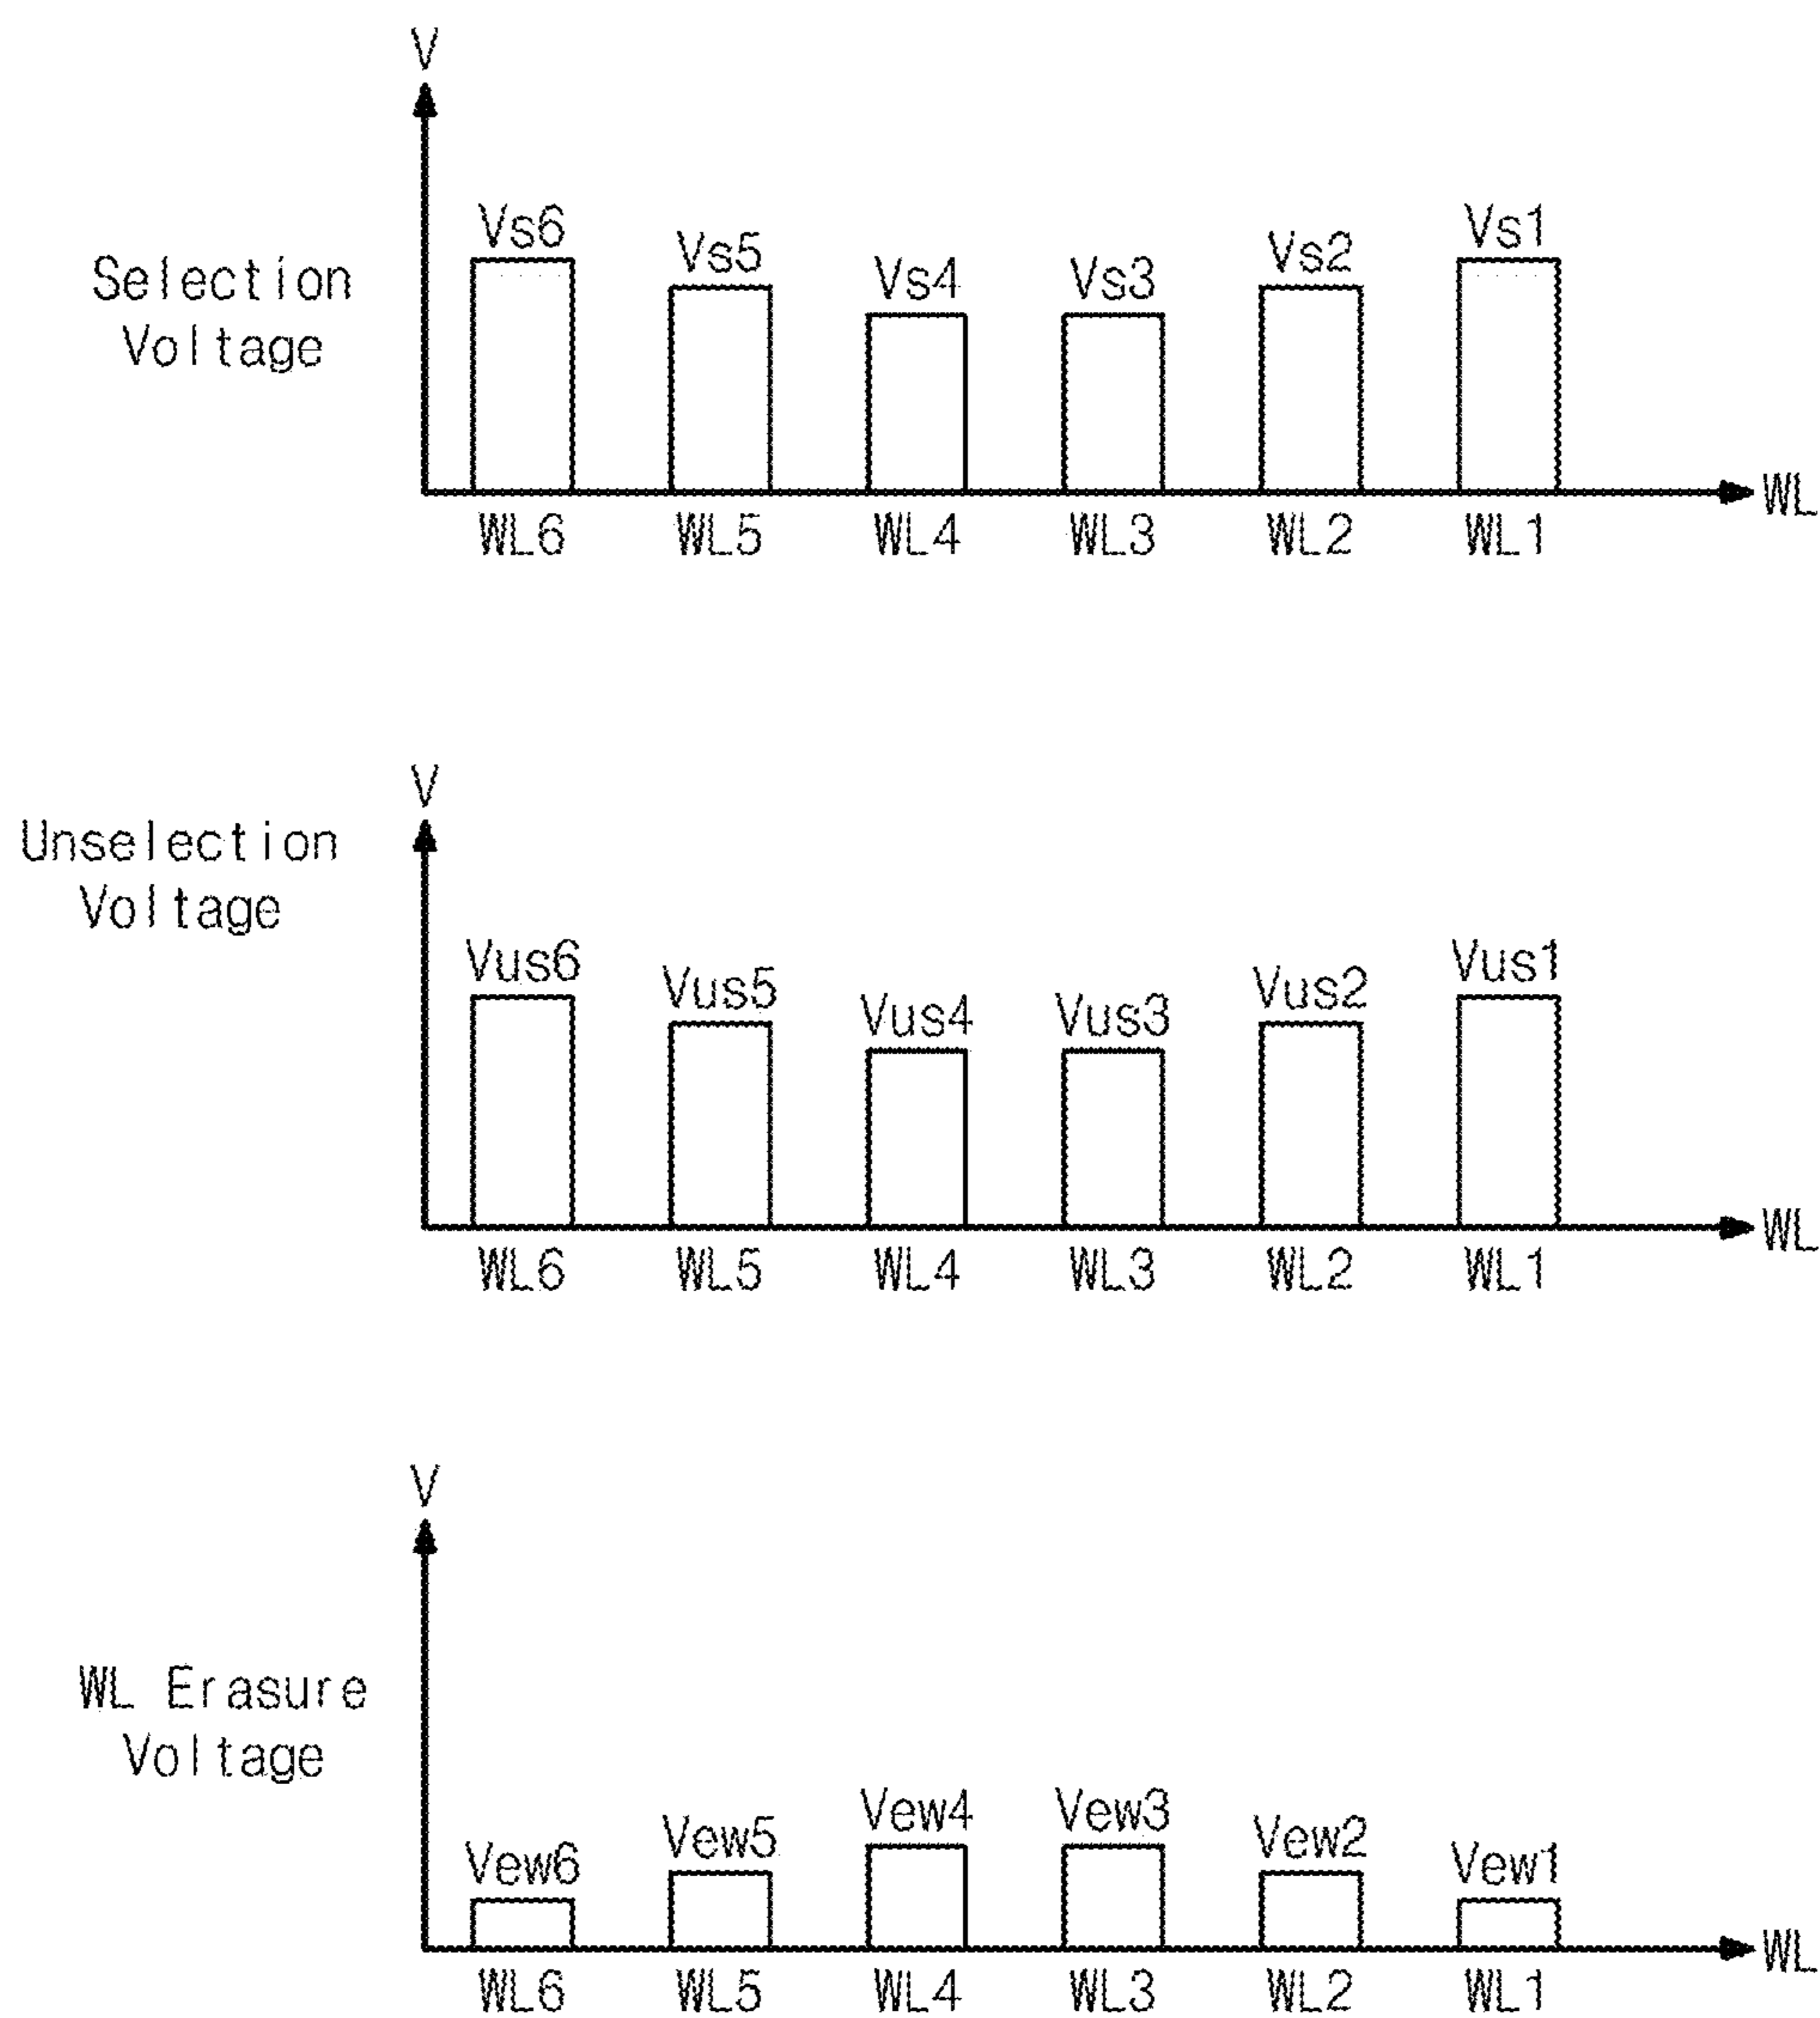 V
Vs6 Vs5 Vs4 Vs3 Vs2 Vs1
Selection
Voltage
WL
WL6 WL5 WL4 WL3 WL2 WL1
V
Unselection
Voltage
Vus6 Vus5 Vus4 Vus3 Vus2 Vus1
WL
WL6 WL5 WL4 WL3 WL2 WL1
V
WL Erasure
Voltage
Vew6 Vew5 Vew4 Vew3 Vew2 Vew1
WL
WL6 WL5 WL4 WL3 WL2 WL1